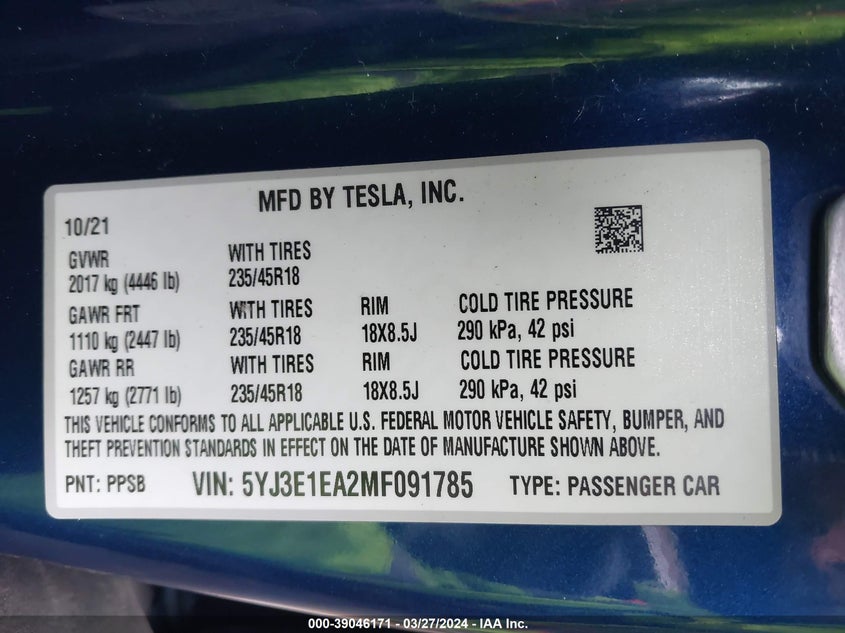 MFD BY TESLA, INC.
10/21
GVWR WITH TIRES
2017 kg (4446 lb) 235/45R18
GAWR FRT WITH TIRES RIM COLD TIRE PRESSURE
1110 kg (2447 lb) 235/45R18 18X8.5J 290 kPa, 42 psi
GAWR RR WITH TIRES RIM COLD TIRE PRESSURE
1257 kg (2771 lb) 235/45R18 18X8.5J 290 kPa, 42 psi
THIS VEHICLE CONFORMS TO ALL APPLICABLE U.S. FEDERAL MOTOR VEHICLE SAFETY, BUMPER, AND
THEFT PREVENTION STANDARDS IN EFFECT ON THE DATE OF MANUFACTURE SHOWN ABOVE.
PNT: PPSB VIN: 5YJ3E1EA2MF091785 TYPE: PASSENGER CAR
000-39046171 - 03/27/2024 - IAA Inc.